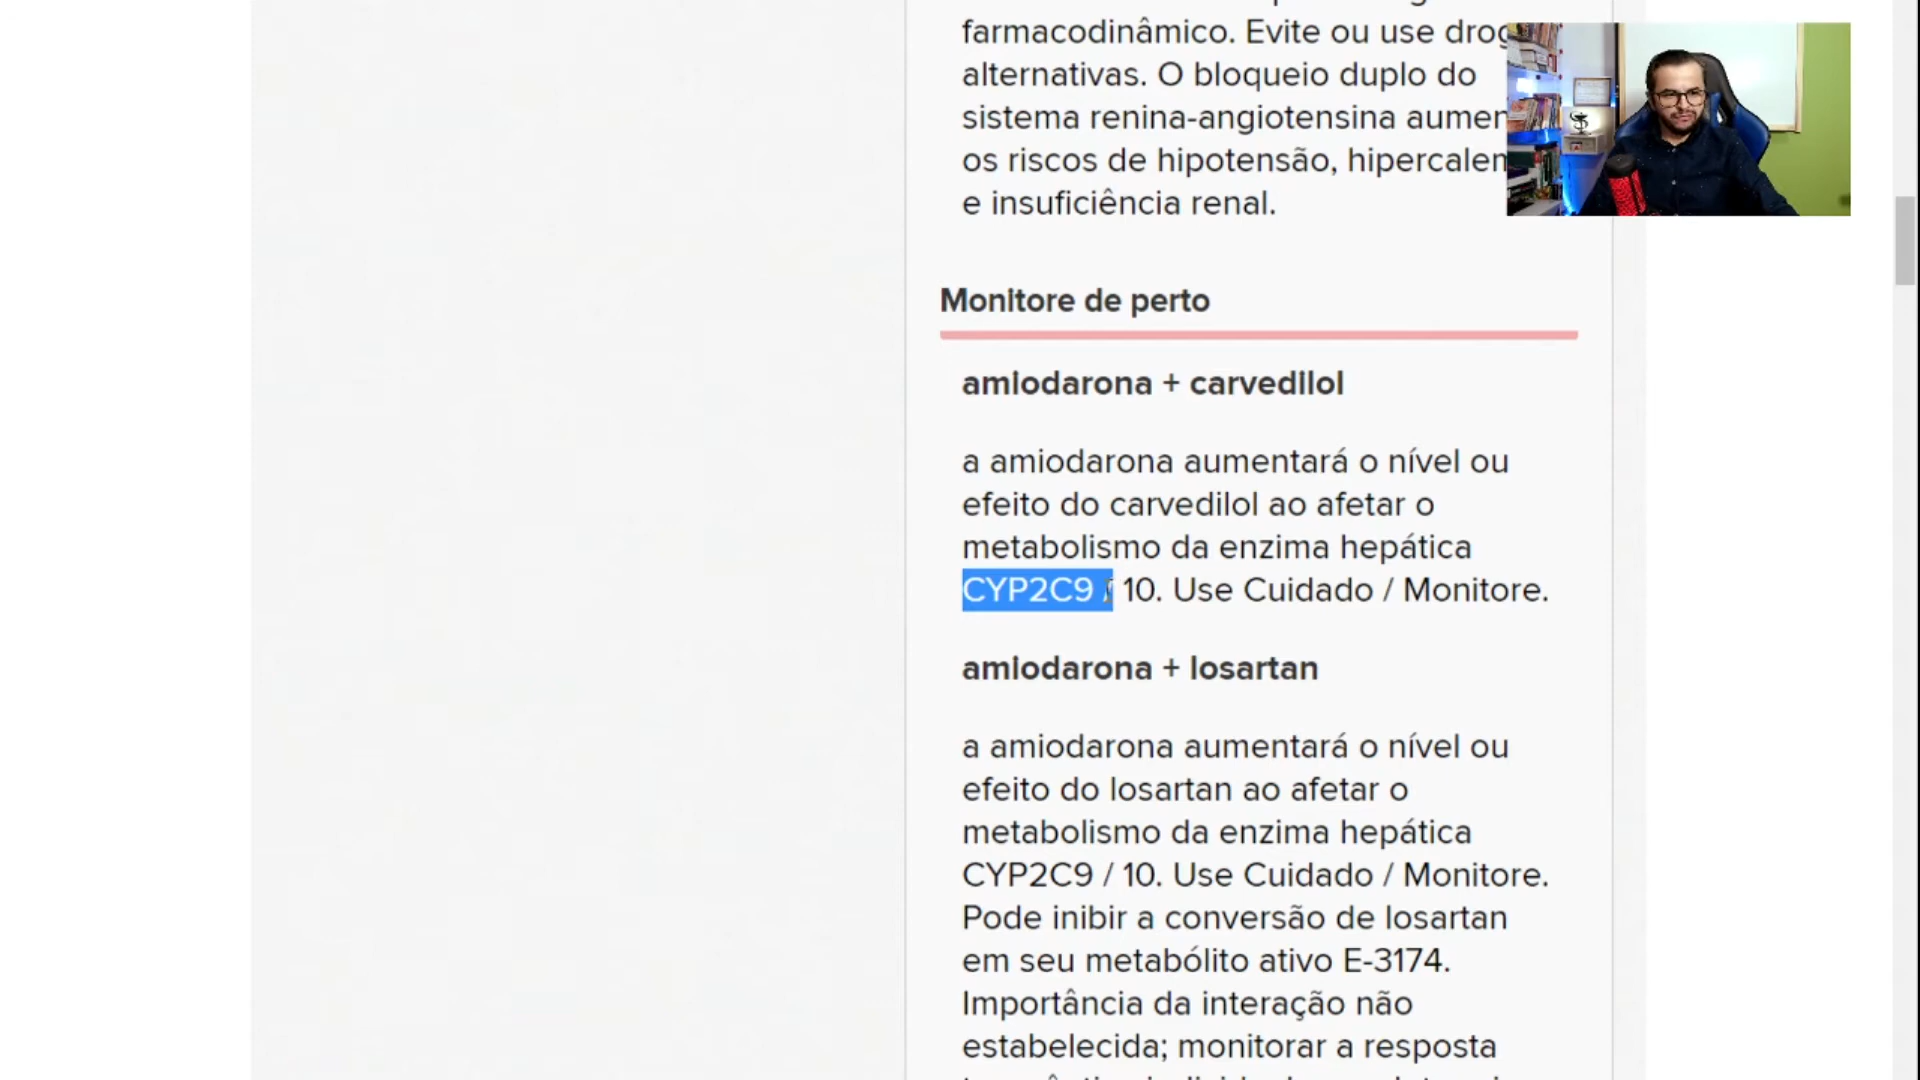 farmacodinâmico. Evite ou use
alternativas. O bloqueio duplo do
sistema renina-angiotensina
os riscos de hipotensão,
e insuficiência renal.
Monitore de perto
amiodarona + carvedilol
a amiodarona aumentará o nível ou
efeito do carvedilol ao afetar o
metabolismo da enzima hepática
CYP2C9 / 10. Use Cuidado / Monitore.
amiodarona + losartan
a amiodarona aumentará o nível ou
efeito do losartan ao afetar o
metabolismo da enzima hepática
CYP2C9 / 10. Use Cuidado / Monitore.
Pode inibir a conversão de losartan
em seu metabólito ativo E-3174.
Importância da interação não
estabelecida; monitorar a resposta